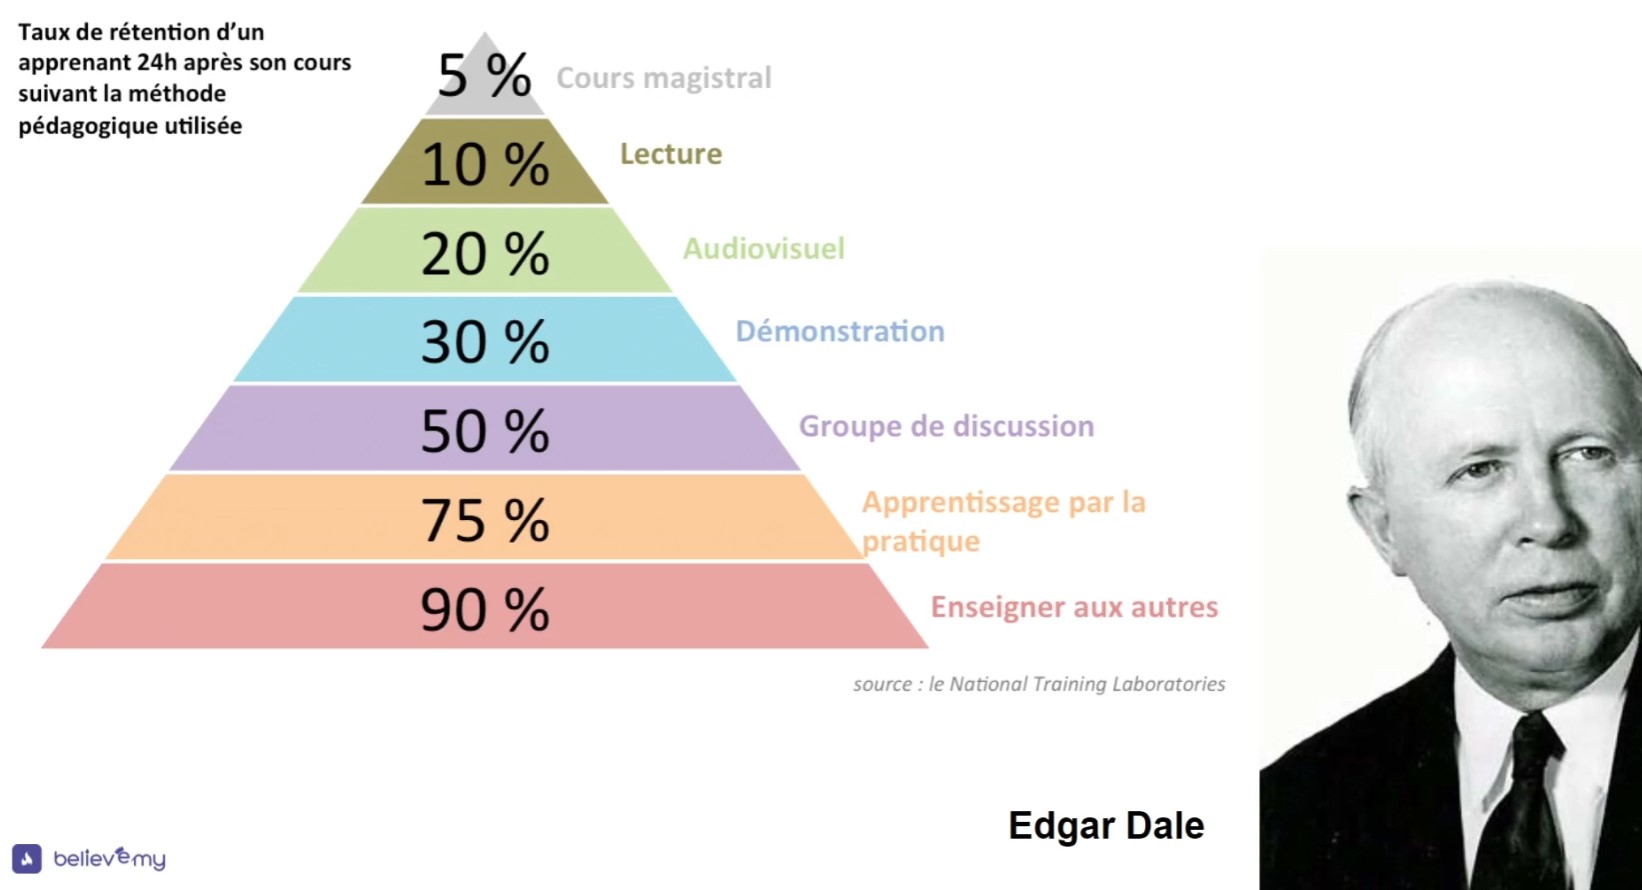 Taux de rétention d’un
apprenant 24h après son cours
suivant la méthode
pédagogique utilisée
5 % Cours magistral
10 % Lecture
20 % Audiovisuel
30 % Démonstration
50 % Groupe de discussion
75 % Apprentissage par la
pratique
90 % Enseigner aux autres
source : le National Training Laboratories
Edgar Dale
believemy